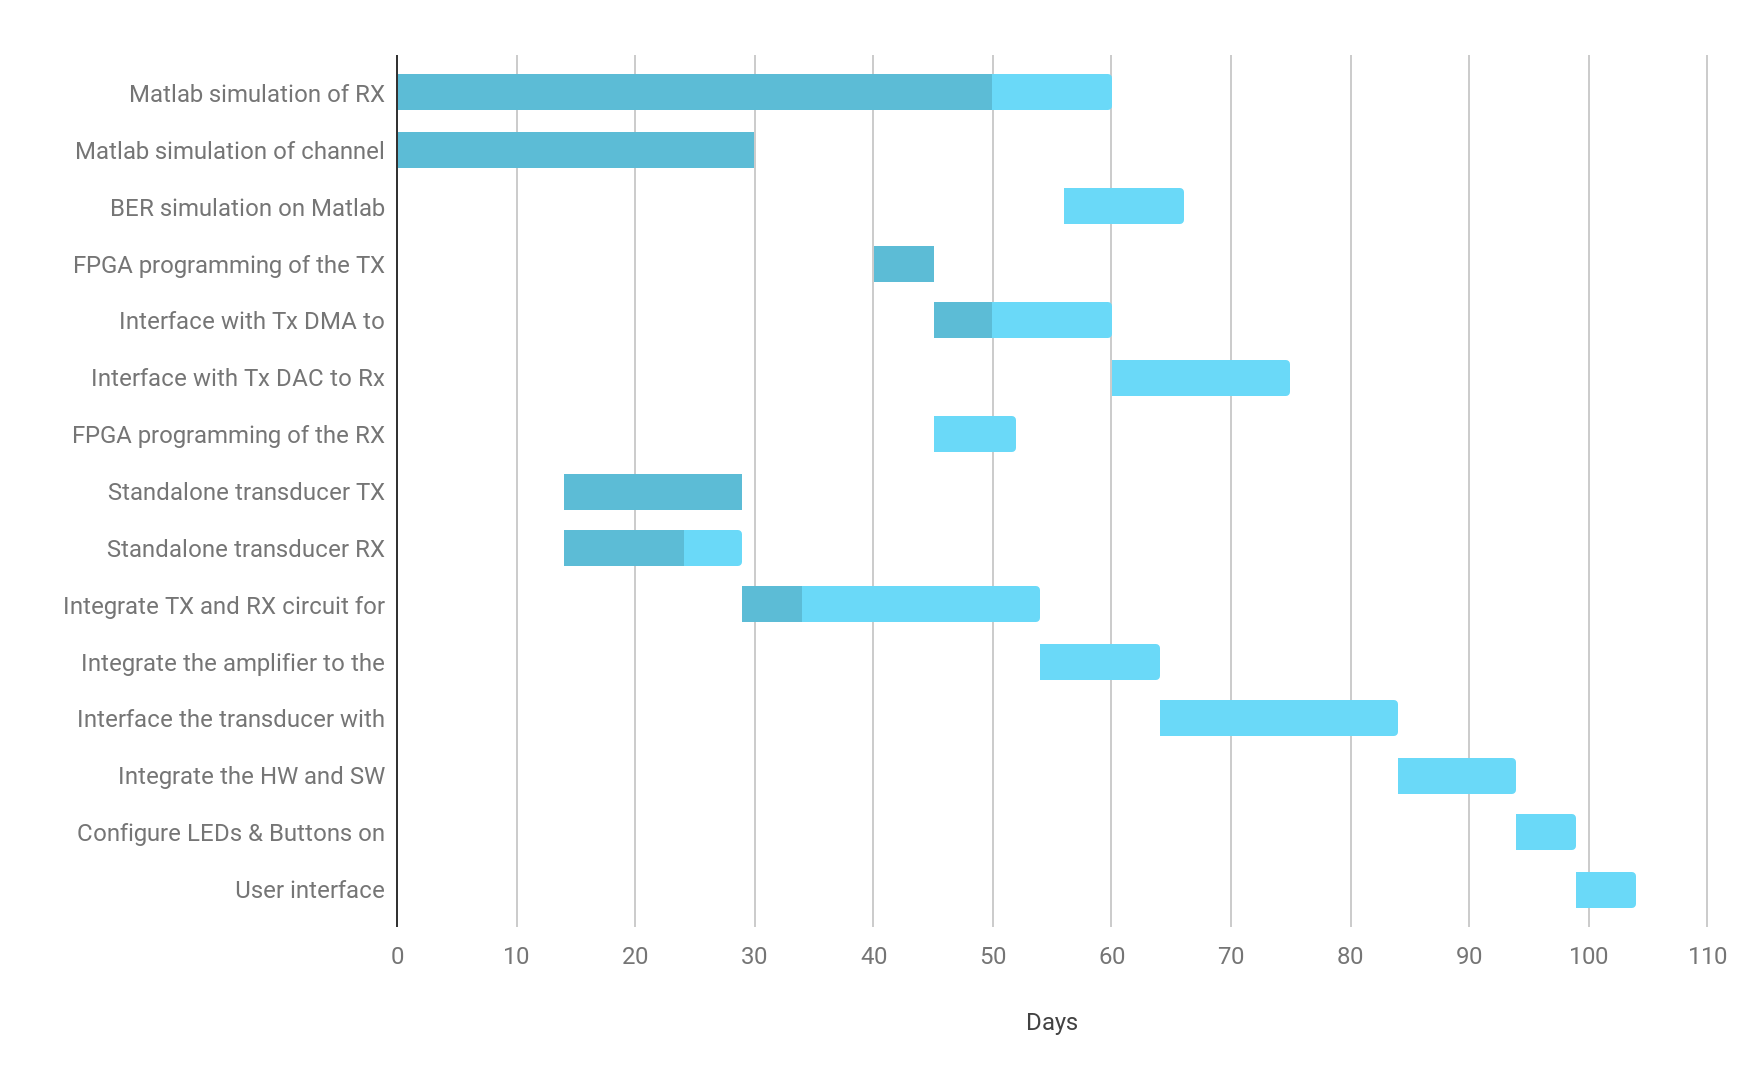 Matlab simulation of RX
Matlab simulation of channel
BER simulation on Matlab
FPGA programming of the TX
Interface with Tx DMA to
Interface with Tx DAC to Rx
FPGA programming of the RX
Standalone transducer TX
Standalone transducer RX
Integrate TX and RX circuit for
Integrate the amplifier to the
Interface the transducer with
Integrate the HW and SW
Configure LEDs & Buttons on
User interface
0 10 20 30 40 50 60 70 80 90 100 110
Days